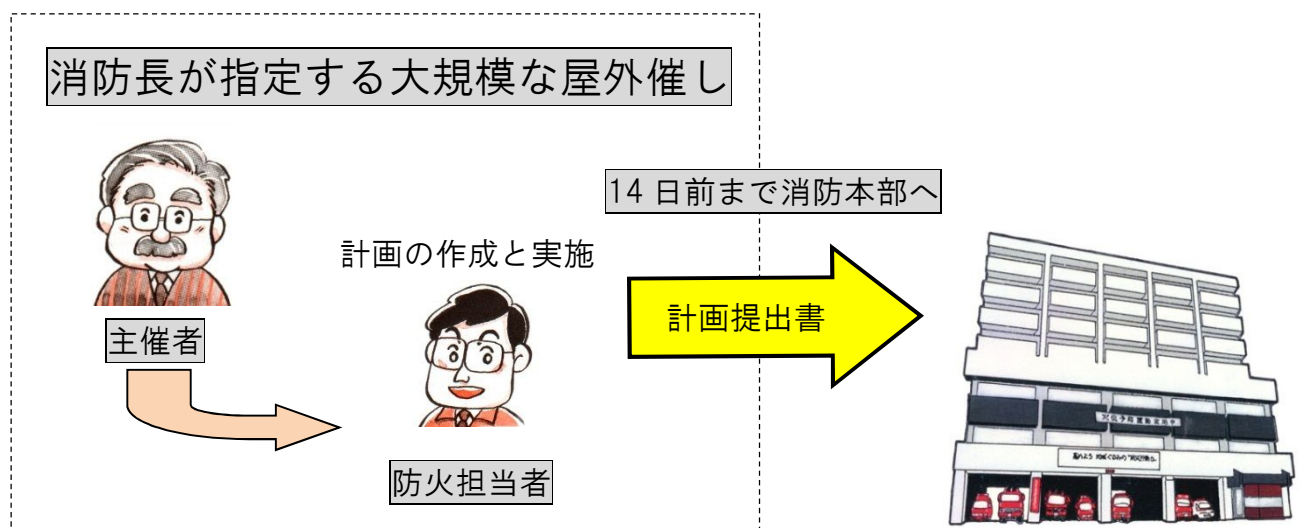 消防長が指定する大規模な屋外催し
14 日前まで消防本部へ
計画の作成と実施
計画提出書
主催者
防火担当者